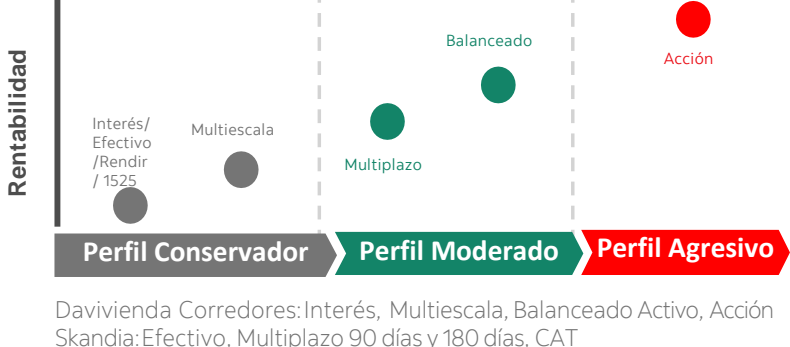 Rentabilidad
Balanceado
Acción
Interés/
Efectivo
/Rendir
/ 1525
Multiescala
Multiplazo
Perfil Conservador
Perfil Moderado
Perfil Agresivo
Davivienda Corredores: Interés, Multiescala, Balanceado Activo, Acción
Skandia: Efectivo, Multiplazo 90 días y 180 días, CAT